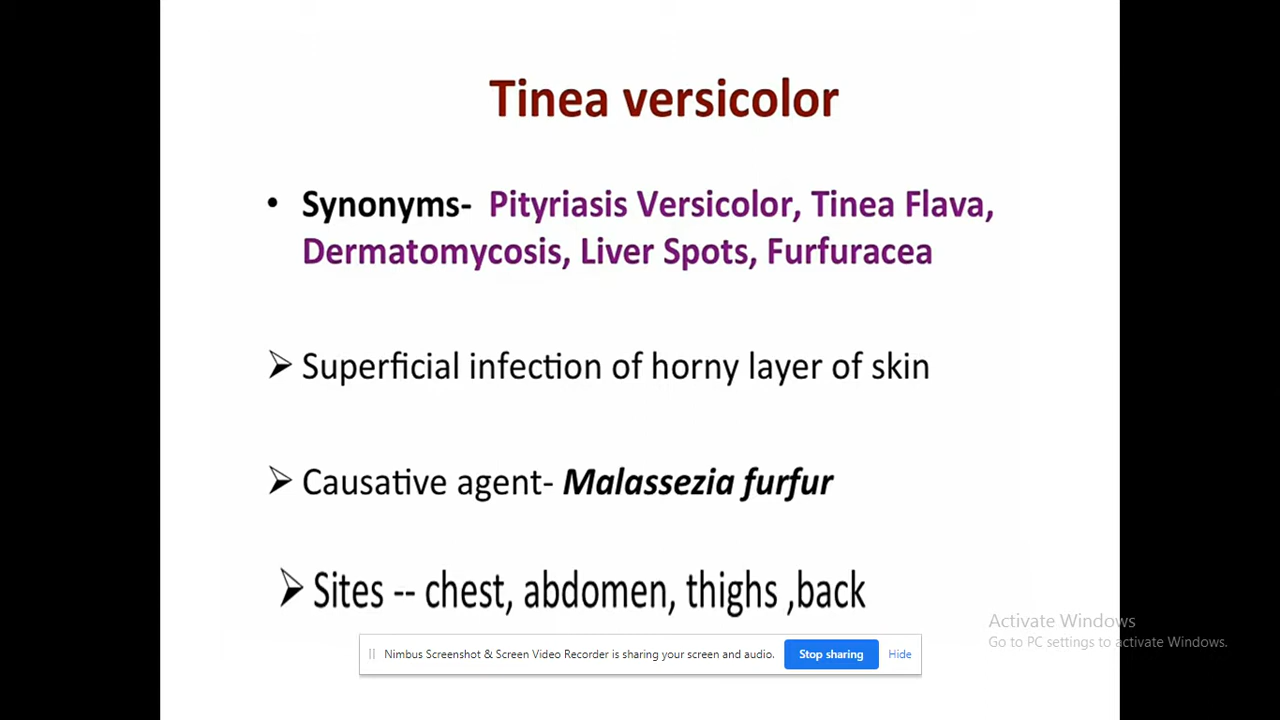 Tinea versicolor
• Synonyms- Pityriasis Versicolor, Tinea Flava,
Dermatomycosis, Liver Spots, Furfuracea
➢ Superficial infection of horny layer of skin
➢ Causative agent- Malassezia furfur
➢ Sites -- chest, abdomen, thighs ,back
Activate Windows
Go to PC settings to activate Windows.
Nimbus Screenshot & Screen Video Recorder is sharing your screen and audio. Stop sharing Hide